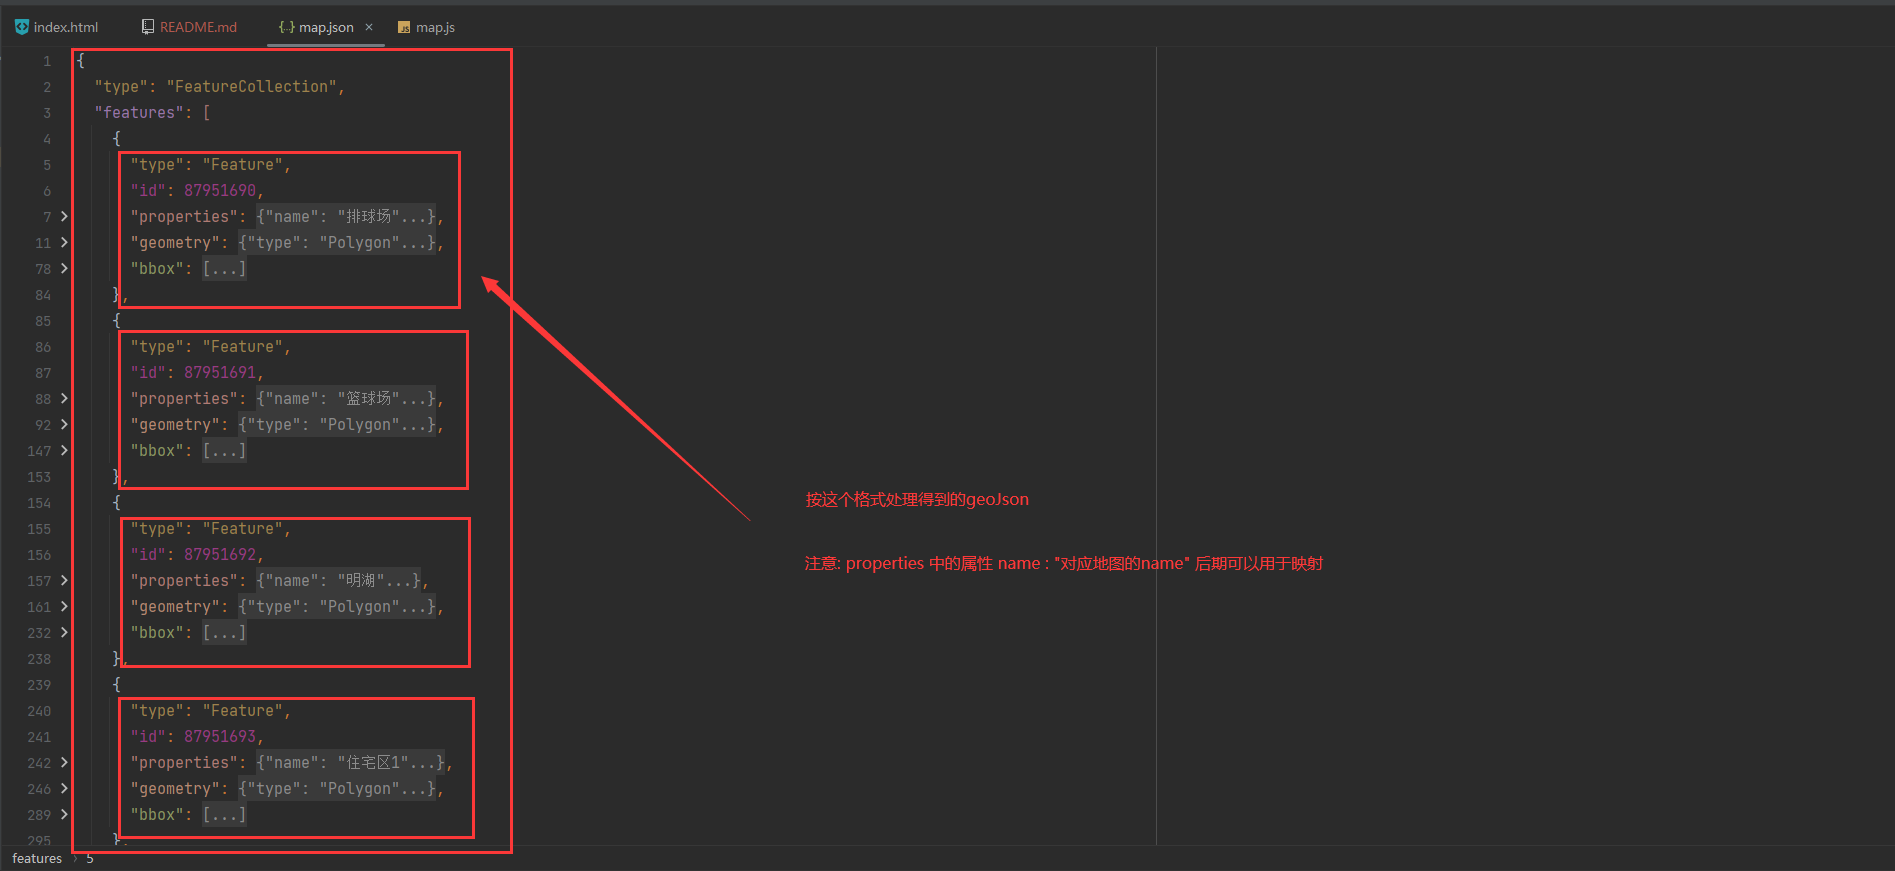 index.html README.md map.json × map.js
1 {
2 "type": "FeatureCollection",
3 "features": [
4 {
5 "type": "Feature",
6 "id": 87951690,
7 "properties": {"name": "排球场"...},
11 "geometry": {"type": "Polygon"...},
78 "bbox": [...]
84 },
85 {
86 "type": "Feature",
87 "id": 87951691,
88 "properties": {"name": "篮球场"...},
92 "geometry": {"type": "Polygon"...},
147 "bbox": [...]
153 },
154 {
按这个格式处理得到的geoJson
155 "type": "Feature",
156 "id": 87951692,
注意: properties 中的属性 name : "对应地图的name" 后期可以用于映射
157 "properties": {"name": "明湖"...},
161 "geometry": {"type": "Polygon"...},
232 "bbox": [...]
238 },
239 {
240 "type": "Feature",
241 "id": 87951693,
242 "properties": {"name": "住宅区1"...},
246 "geometry": {"type": "Polygon"...},
289 "bbox": [...]
295 },
features › 5